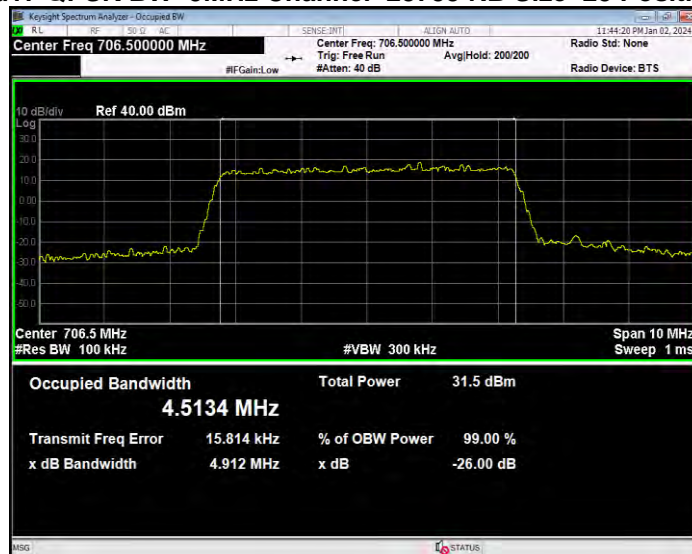 QPSK BW 5MHz Channel
Keysight Spectrum Analyzer - Occupied BW
RL RF 50 Ω AC SENSE:INT ALIGN AUTO 11:44:20 PM Jan 02, 2024
Center Freq 706.500000 MHz Center Freq: 706.500000 MHz Radio Std: None
Trig: Free Run Avg|Hold: 200/200
#IFGain:Low #Atten: 40 dB Radio Device: BTS
10 dB/div Ref 40.00 dBm
Log
30.0
20.0
10.0
0.00
-10.0
-20.0
-30.0
-40.0
-50.0
Center 706.5 MHz Span 10 MHz
#Res BW 100 kHz #VBW 300 kHz Sweep 1 ms
Occupied Bandwidth Total Power 31.5 dBm
4.5134 MHz
Transmit Freq Error 15.814 kHz % of OBW Power 99.00 %
x dB Bandwidth 4.912 MHz x dB -26.00 dB
MSG STATUS